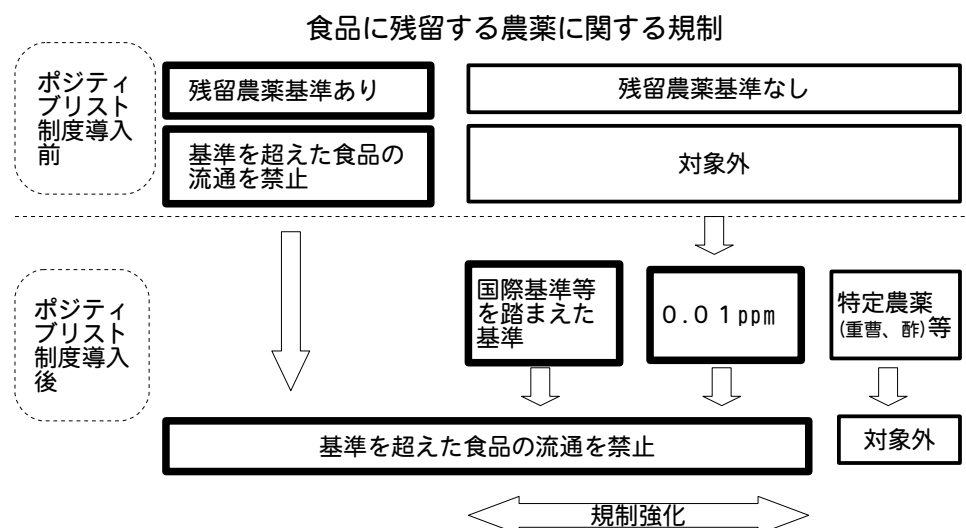 食品に残留する農薬に関する規制
ポジティ
ブリスト
制度導入
前
残留農薬基準あり
残留農薬基準なし
基準を超えた食品の
流通を禁止
対象外
ポジティ
ブリスト
制度導入
後
国際基準等
を踏まえた
基準
０.０１ppm
特定農薬
(重曹、酢)等
基準を超えた食品の流通を禁止
対象外
規制強化